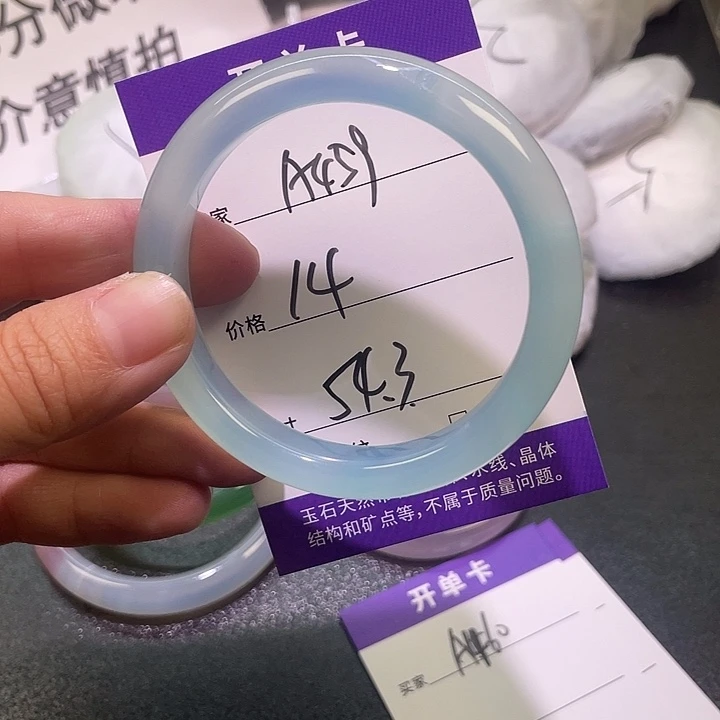 分微
介意慎拍
开单卡
家 A459
价格 14
54.3
水线、晶体
玉石天然
结构和矿点等,不属于质量问题。
开单卡
买家 A460